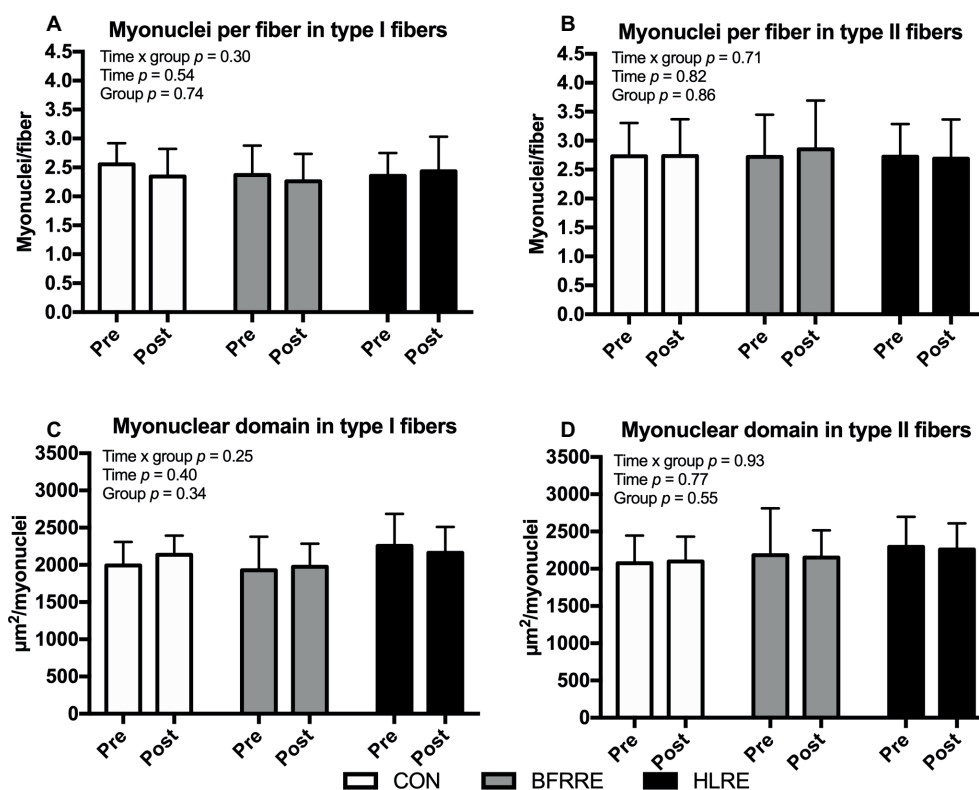 A Myonuclei per fiber in type I fibers
Time x group p = 0.30
Time p = 0.54
Group p = 0.74
Myonuclei/fiber
4.5
4.0
3.5
3.0
2.5
2.0
1.5
1.0
0.5
0.0
Pre Post Pre Post Pre Post
B Myonuclei per fiber in type II fibers
Time x group p = 0.71
Time p = 0.82
Group p = 0.86
Myonuclei/fiber
4.5
4.0
3.5
3.0
2.5
2.0
1.5
1.0
0.5
0.0
Pre Post Pre Post Pre Post
C Myonuclear domain in type I fibers
Time x group p = 0.25
Time p = 0.40
Group p = 0.34
µm²/myonuclei
3500
3000
2500
2000
1500
1000
500
0
Pre Post Pre Post Pre Post
D Myonuclear domain in type II fibers
Time x group p = 0.93
Time p = 0.77
Group p = 0.55
µm²/myonuclei
3500
3000
2500
2000
1500
1000
500
0
Pre Post Pre Post Pre Post
CON BFRRE HLRE